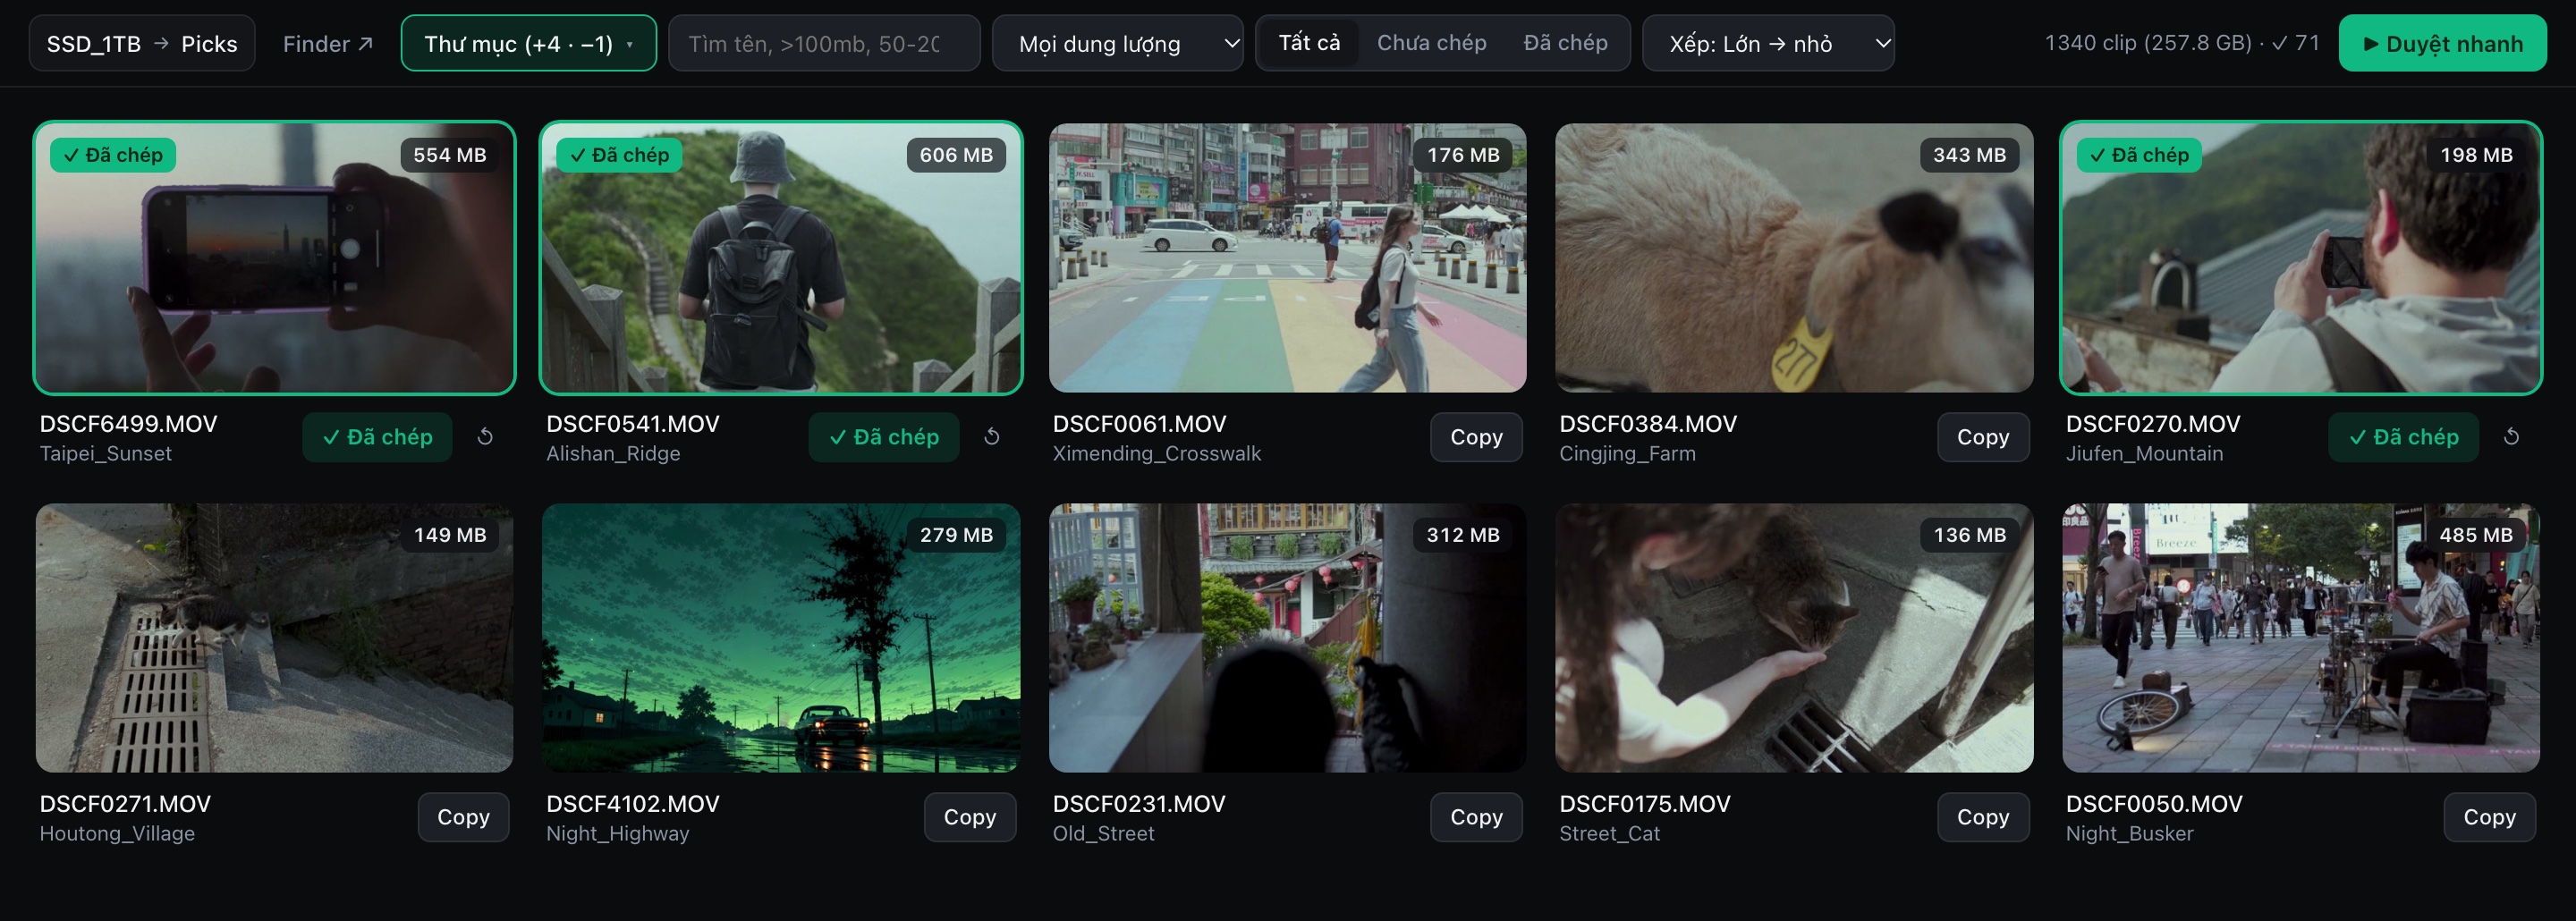 SSD_1TB → Picks
Finder ↗
Thư mục (+4 · −1) ▾
Tìm tên, >100mb, 50-20
Mọi dung lượng
Tất cả
Chưa chép
Đã chép
Xếp: Lớn → nhỏ
1340 clip (257.8 GB) · ✓ 71
▶ Duyệt nhanh
✓ Đã chép
554 MB
DSCF6499.MOV
Taipei_Sunset
✓ Đã chép
✓ Đã chép
606 MB
DSCF0541.MOV
Alishan_Ridge
✓ Đã chép
176 MB
DSCF0061.MOV
Ximending_Crosswalk
Copy
343 MB
277
DSCF0384.MOV
Cingjing_Farm
Copy
✓ Đã chép
198 MB
DSCF0270.MOV
Jiufen_Mountain
✓ Đã chép
149 MB
DSCF0271.MOV
Houtong_Village
Copy
279 MB
DSCF4102.MOV
Night_Highway
Copy
312 MB
DSCF0231.MOV
Old_Street
Copy
136 MB
DSCF0175.MOV
Street_Cat
Copy
485 MB
Breeze
Breeze
DSCF0050.MOV
Night_Busker
Copy